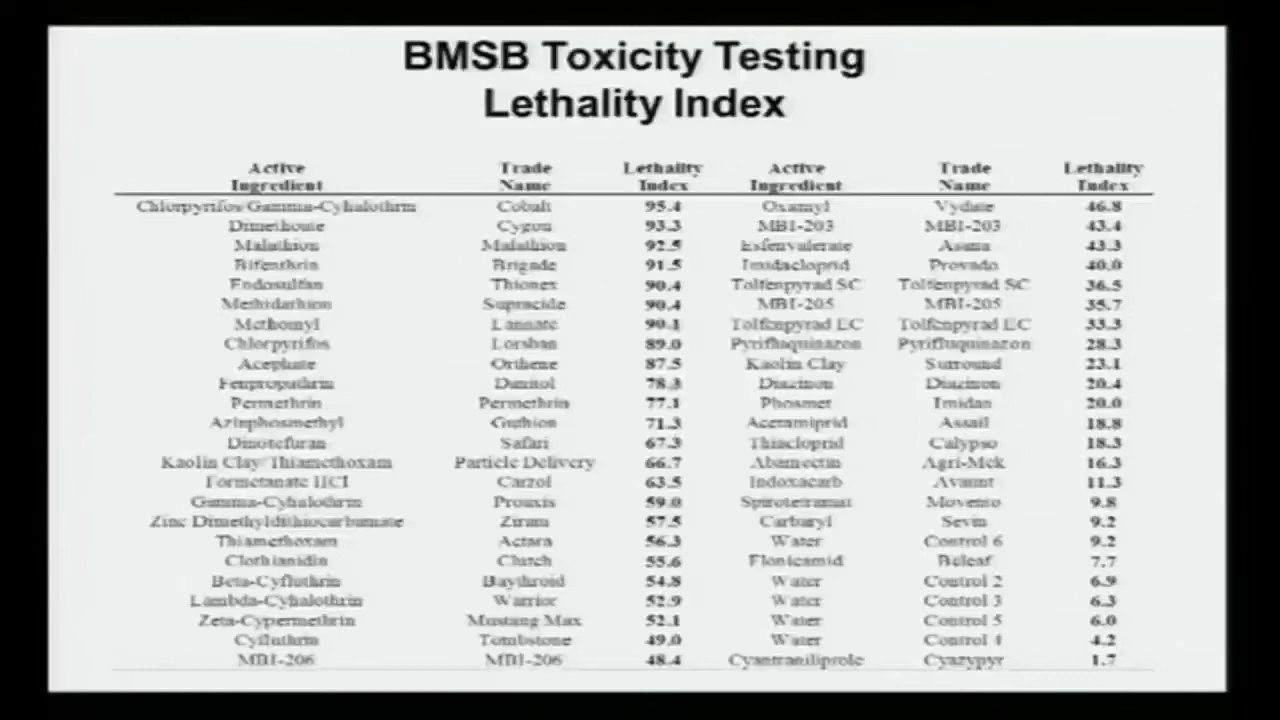 BMSB Toxicity Testing
Lethality Index
Active Trade Lethality Active Trade Lethality
Ingredient Name Index Ingredient Name Index
Chlorpyrifos/Gamma-Cyhalothrin Cobalt 95.4 Oxamyl Vydate 46.8
Dimethoate Cygon 93.3 MBI-203 MBI-203 43.4
Malathion Malathion 92.5 Esfenvalerate Asana 43.3
Bifenthrin Brigade 91.5 Imidacloprid Provado 40.0
Endosulfan Thionex 90.4 Tolfenpyrad SC Tolfenpyrad SC 36.5
Methidathion Supracide 90.4 MBI-205 MBI-205 35.7
Methomyl Lannate 90.1 Tolfenpyrad EC Tolfenpyrad EC 33.3
Chlorpyrifos Lorsban 89.0 Pyrifluquinazon Pyrifluquinazon 28.3
Acephate Orthene 87.5 Kaolin Clay Surround 23.1
Fenpropathrin Danitol 78.3 Diazinon Diazinon 20.4
Permethrin Permethrin 77.1 Phosmet Imidan 20.0
Azinphosmethyl Guthion 71.3 Acetamiprid Assail 18.8
Dinotefuran Safari 67.3 Thiacloprid Calypso 18.3
Kaolin Clay/Thiamethoxam Particle Delivery 66.7 Abamectin Agri-Mek 16.3
Formetanate HCl Carzol 63.5 Indoxacarb Avaunt 11.3
Gamma-Cyhalothrin Proaxis 59.0 Spirotetramat Movento 9.8
Zinc Dimethyldithiocarbamate Ziram 57.5 Carbaryl Sevin 9.2
Thiamethoxam Actara 56.3 Water Control 6 9.2
Clothianidin Clutch 55.6 Flonicamid Beleaf 7.7
Beta-Cyfluthrin Baythroid 54.8 Water Control 2 6.9
Lambda-Cyhalothrin Warrior 52.9 Water Control 3 6.3
Zeta-Cypermethrin Mustang Max 52.1 Water Control 5 6.0
Cyfluthrin Tombstone 49.0 Water Control 4.2
MBI-206 MBI-206 48.4 Cyantraniliprole Cyazypyr 1.7